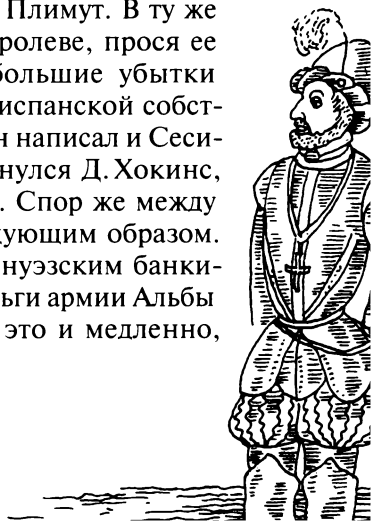 Плимут. В ту же
ролеве, прося ее
большие убытки
испанской собст-
н написал и Сеси-
нулся Д. Хокинс,
. Спор же между
дующим образом.
нуэзским банки-
ьги армии Альбы
это и медленно,